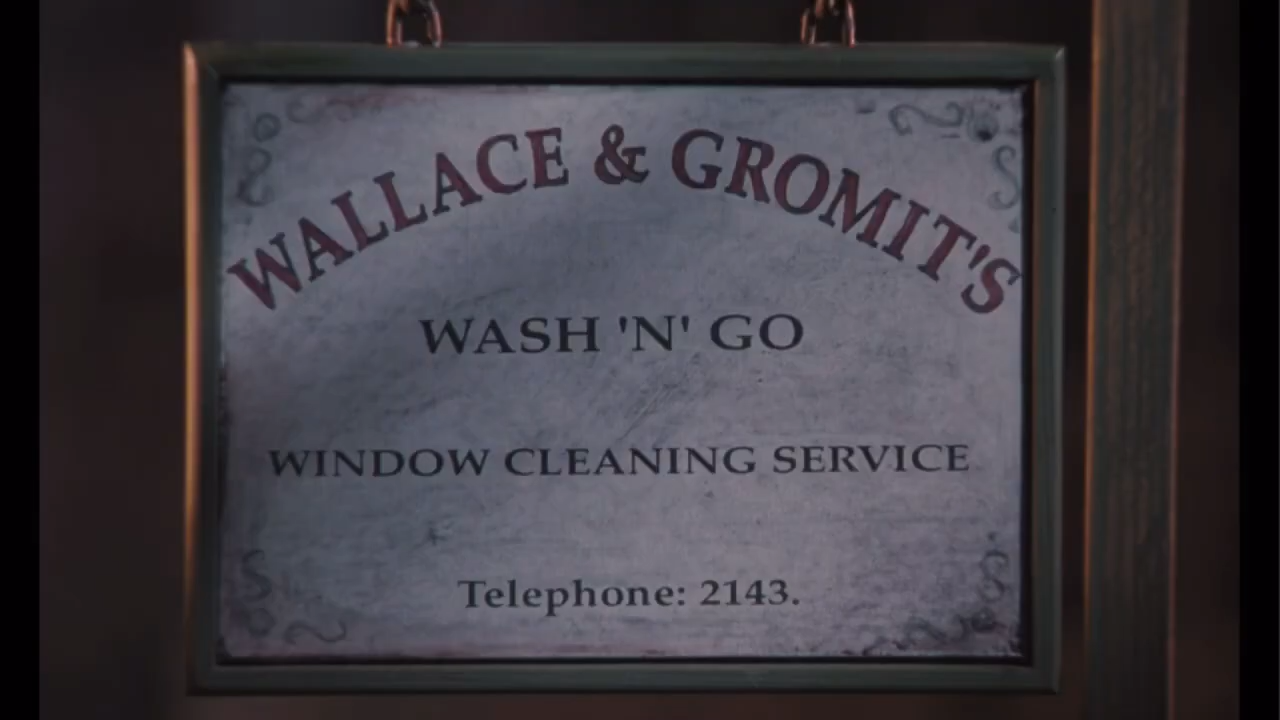 WALLACE & GROMIT'S
WASH 'N' GO
WINDOW CLEANING SERVICE
Telephone: 2143.